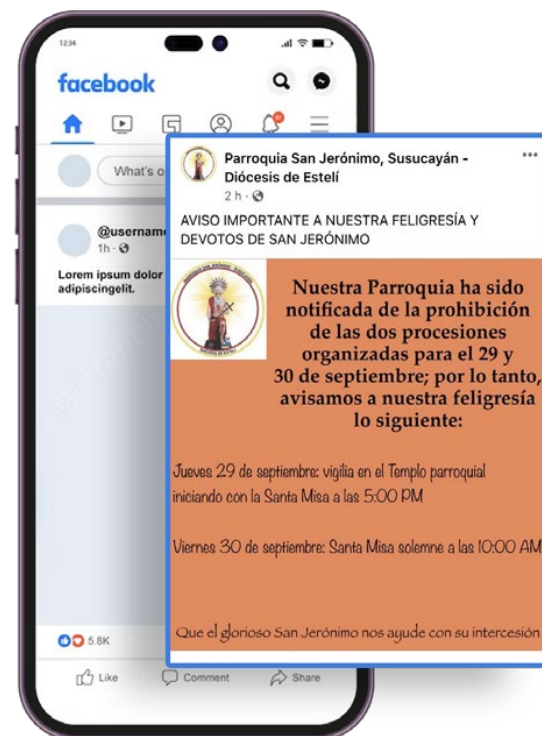 12:34
facebook
What's o
@username
1h
Lorem ipsum dolor
adipiscingelit.
5.8K
Like
Comment
Share
Parroquia San Jerónimo, Susucayán -
Diócesis de Estelí
2 h
AVISO IMPORTANTE A NUESTRA FELIGRESÍA Y
DEVOTOS DE SAN JERÓNIMO
Nuestra Parroquia ha sido
notificada de la prohibición
de las dos procesiones
organizadas para el 29 y
30 de septiembre; por lo tanto,
avisamos a nuestra feligresía
lo siguiente:
Jueves 29 de septiembre: vigilia en el Templo parroquial
iniciando con la Santa Misa a las 5:00 PM
Viernes 30 de septiembre: Santa Misa solemne a las 10:00 AM
Que el glorioso San Jerónimo nos ayude con su intercesión